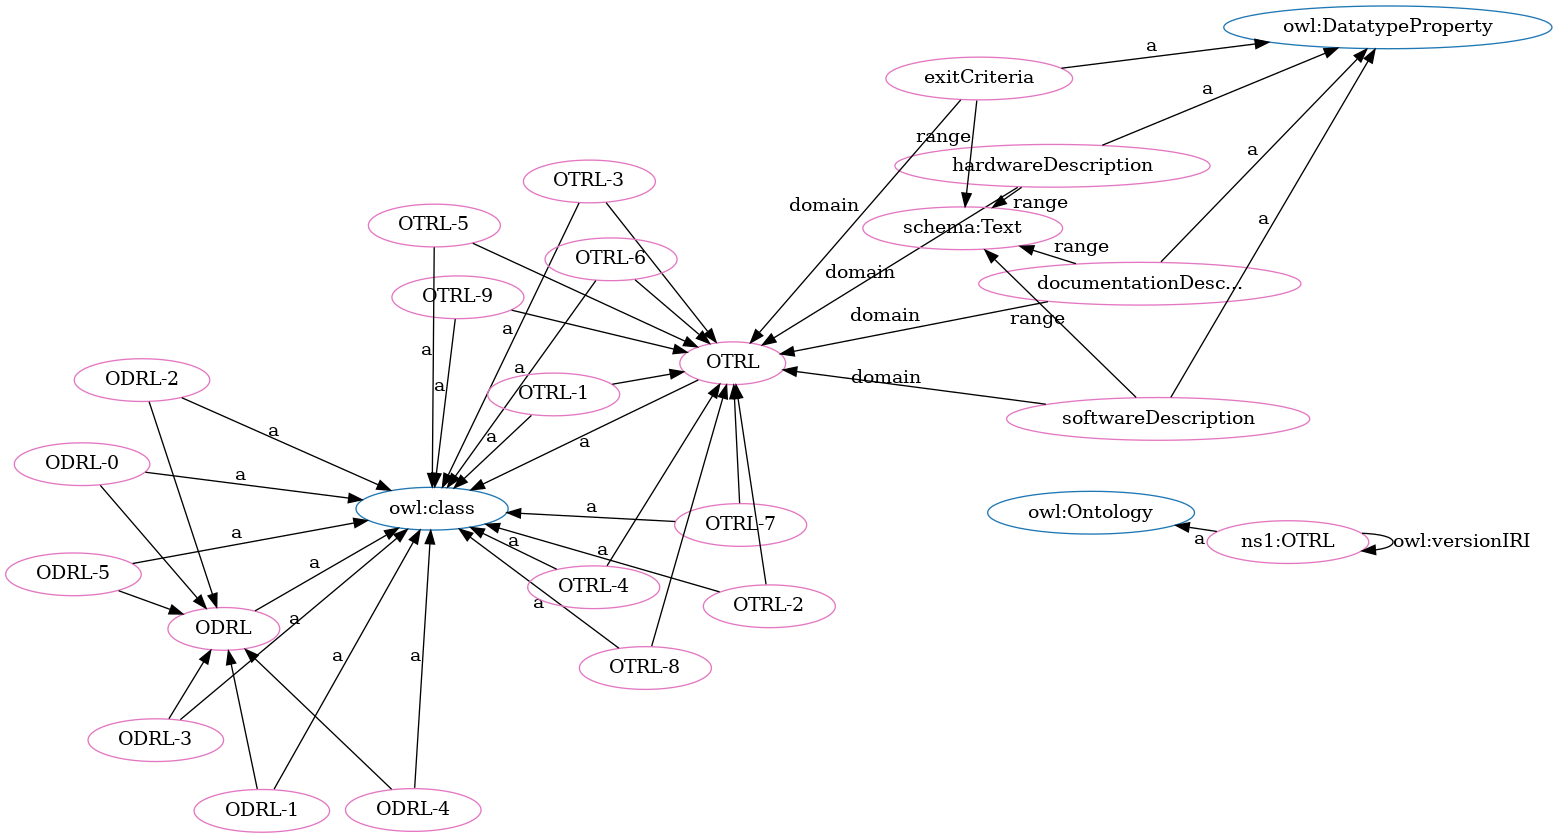 owl:DatatypeProperty
a
exitCriteria
a
range
a
hardwareDescription
OTRL-3
range
domain
a
OTRL-5
schema:Text
range
OTRL-6
domain
documentationDesc...
OTRL-9
domain
range
a
a
OTRL
a
ODRL-2
a
OTRL-1
domain
softwareDescription
a
a
a
ODRL-0
a
owl:class
a
owl:Ontology
OTRL-7
a
a
a
a
ns1:OTRL
owl:versionIRI
a
a
ODRL-5
OTRL-4
a
OTRL-2
a
ODRL
a
a
OTRL-8
ODRL-3
ODRL-1
ODRL-4